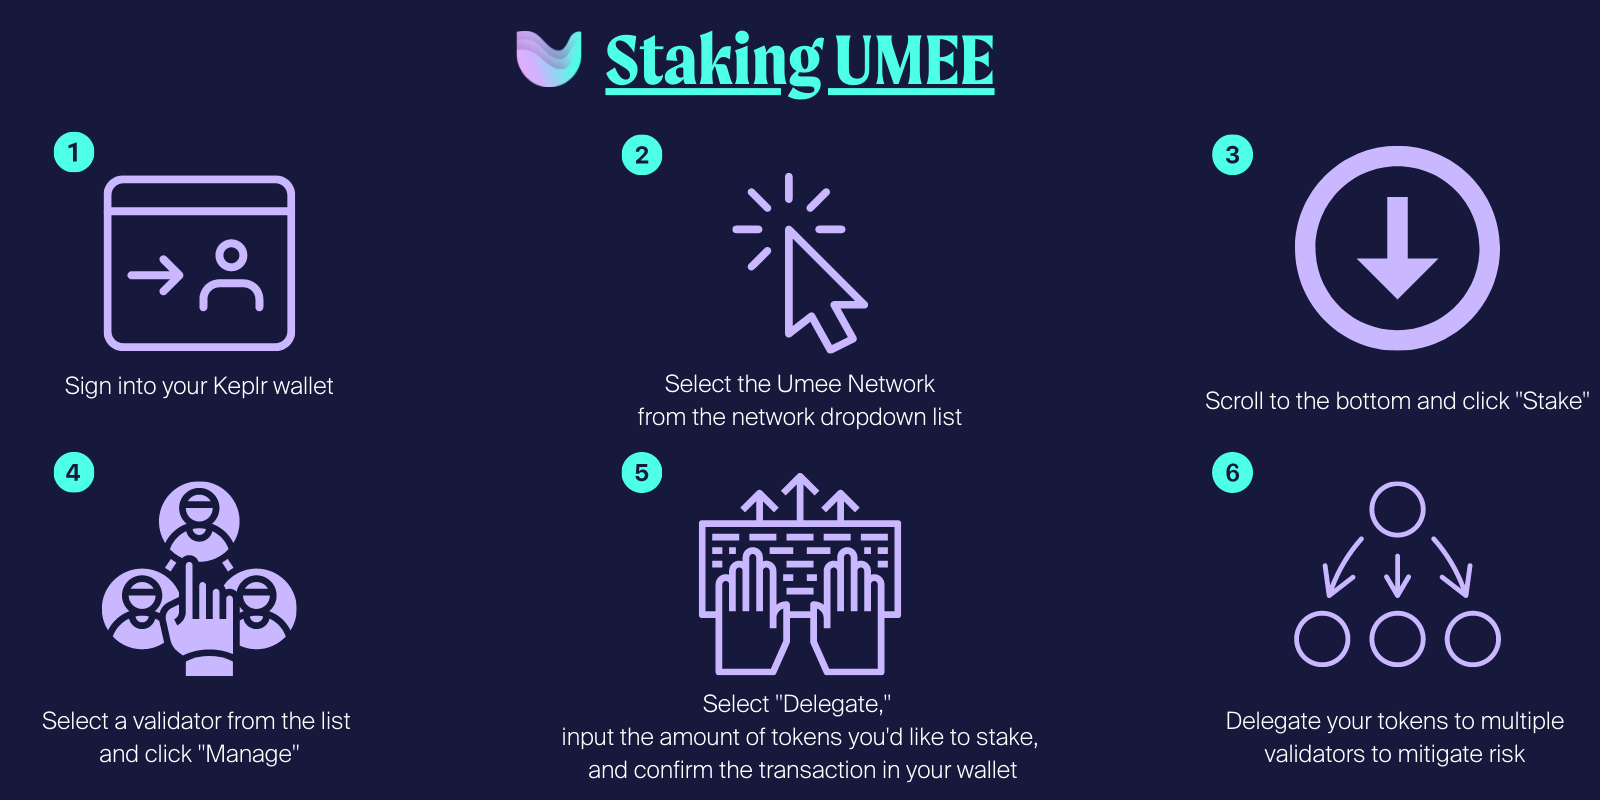 Staking UMEE
1
Sign into your Keplr wallet
2
Select the Umee Network
from the network dropdown list
3
Scroll to the bottom and click "Stake"
4
Select a validator from the list
and click "Manage"
5
Select "Delegate,"
input the amount of tokens you'd like to stake,
and confirm the transaction in your wallet
6
Delegate your tokens to multiple
validators to mitigate risk